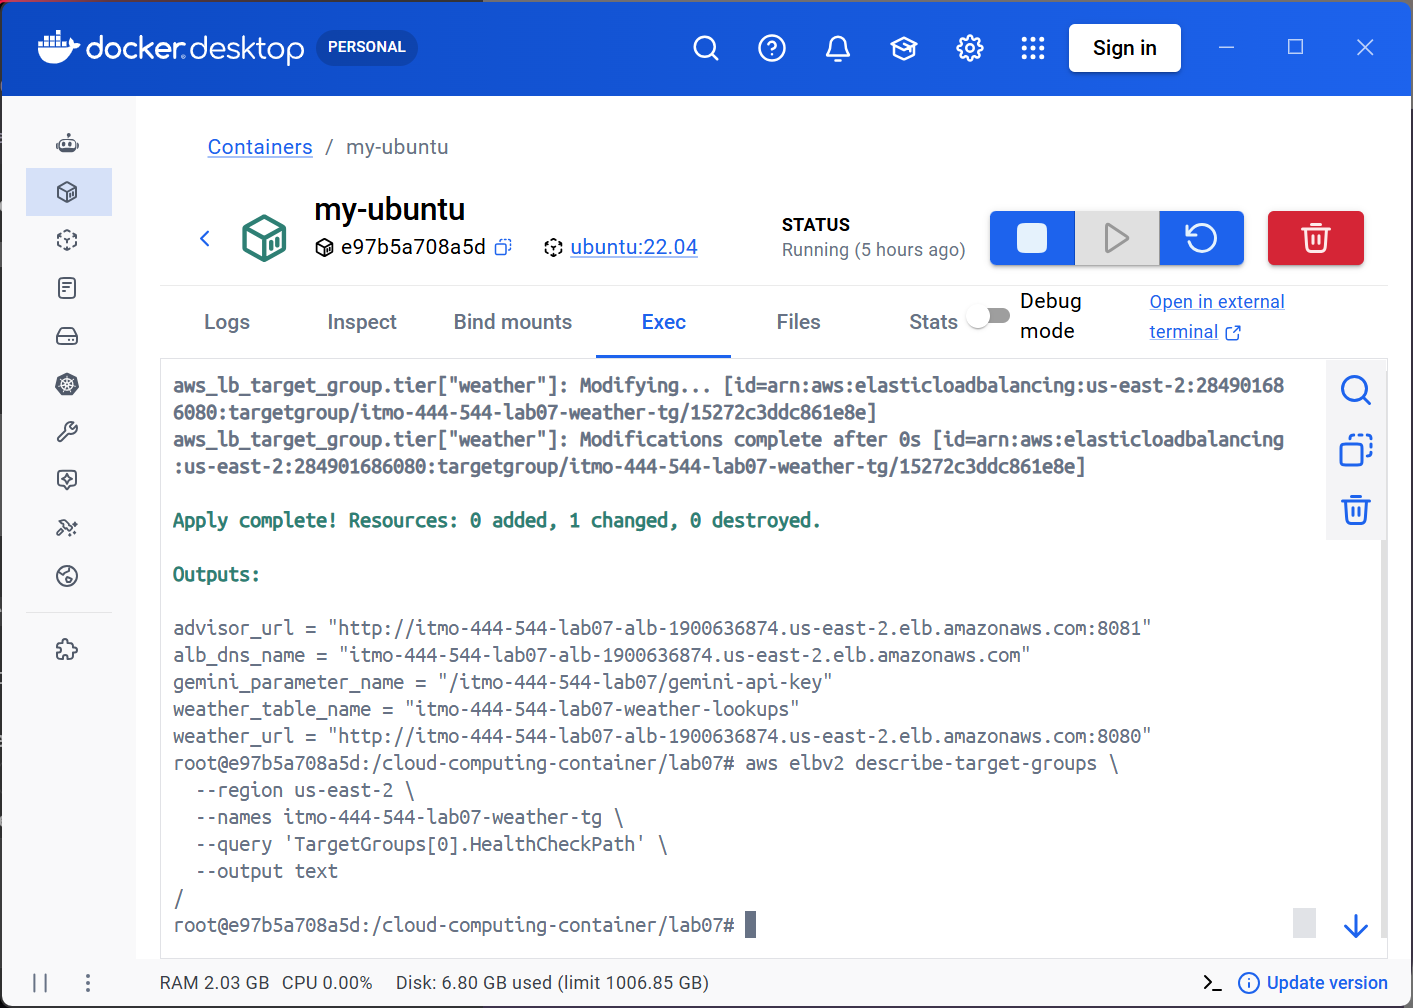 docker desktop PERSONAL Sign in
Containers / my-ubuntu
my-ubuntu
e97b5a708a5d ubuntu:22.04
STATUS
Running (5 hours ago)
Logs Inspect Bind mounts Exec Files Stats
Debug mode
Open in external terminal
aws_lb_target_group.tier["weather"]: Modifying... [id=arn:aws:elasticloadbalancing:us-east-2:28490168
6080:targetgroup/itmo-444-544-lab07-weather-tg/15272c3ddc861e8e]
aws_lb_target_group.tier["weather"]: Modifications complete after 0s [id=arn:aws:elasticloadbalancing
:us-east-2:284901686080:targetgroup/itmo-444-544-lab07-weather-tg/15272c3ddc861e8e]
Apply complete! Resources: 0 added, 1 changed, 0 destroyed.
Outputs:
advisor_url = "http://itmo-444-544-lab07-alb-1900636874.us-east-2.elb.amazonaws.com:8081"
alb_dns_name = "itmo-444-544-lab07-alb-1900636874.us-east-2.elb.amazonaws.com"
gemini_parameter_name = "/itmo-444-544-lab07/gemini-api-key"
weather_table_name = "itmo-444-544-lab07-weather-lookups"
weather_url = "http://itmo-444-544-lab07-alb-1900636874.us-east-2.elb.amazonaws.com:8080"
root@e97b5a708a5d:/cloud-computing-container/lab07# aws elbv2 describe-target-groups \
--region us-east-2 \
--names itmo-444-544-lab07-weather-tg \
--query 'TargetGroups[0].HealthCheckPath' \
--output text
/
root@e97b5a708a5d:/cloud-computing-container/lab07#
RAM 2.03 GB CPU 0.00% Disk: 6.80 GB used (limit 1006.85 GB) Update version